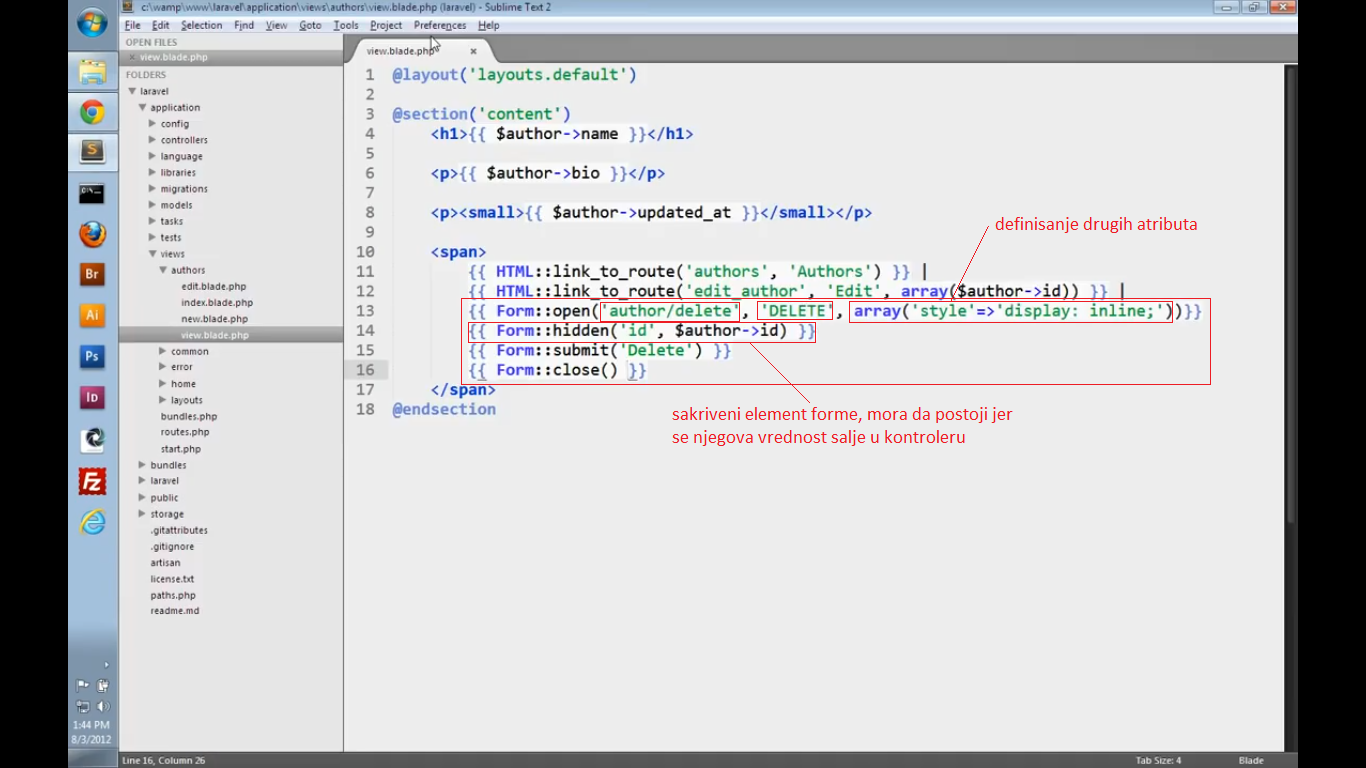 c:\wamp\www\laravel\application\views\authors\view.blade.php (laravel) - Sublime Text 2
File Edit Selection Find View Goto Tools Project Preferences Help
OPEN FILES
view.blade.php
FOLDERS
laravel
application
config
controllers
language
libraries
migrations
models
tasks
tests
views
authors
edit.blade.php
index.blade.php
new.blade.php
view.blade.php
common
error
home
layouts
bundles.php
routes.php
start.php
bundles
laravel
public
storage
.gitattributes
.gitignore
artisan
license.txt
paths.php
readme.md
view.blade.php
1 @layout('layouts.default')
2
3 @section('content')
4 <h1>{{ $author->name }}</h1>
5
6 <p>{{ $author->bio }}</p>
7
8 <p><small>{{ $author->updated_at }}</small></p>
9
10 <span>
11 {{ HTML::link_to_route('authors', 'Authors') }} |
12 {{ HTML::link_to_route('edit_author', 'Edit', array($author->id)) }} |
13 {{ Form::open('author/delete', 'DELETE', array('style'=>'display: inline;'))}}
14 {{ Form::hidden('id', $author->id) }}
15 {{ Form::submit('Delete') }}
16 {{ Form::close() }}
17 </span>
18 @endsection
definisanje drugih atributa
sakriveni element forme, mora da postoji jer
se njegova vrednost salje u kontroleru
Br
Ai
Ps
Id
Fz
1:44 PM
8/3/2012
Line 16, Column 26
Tab Size: 4
Blade